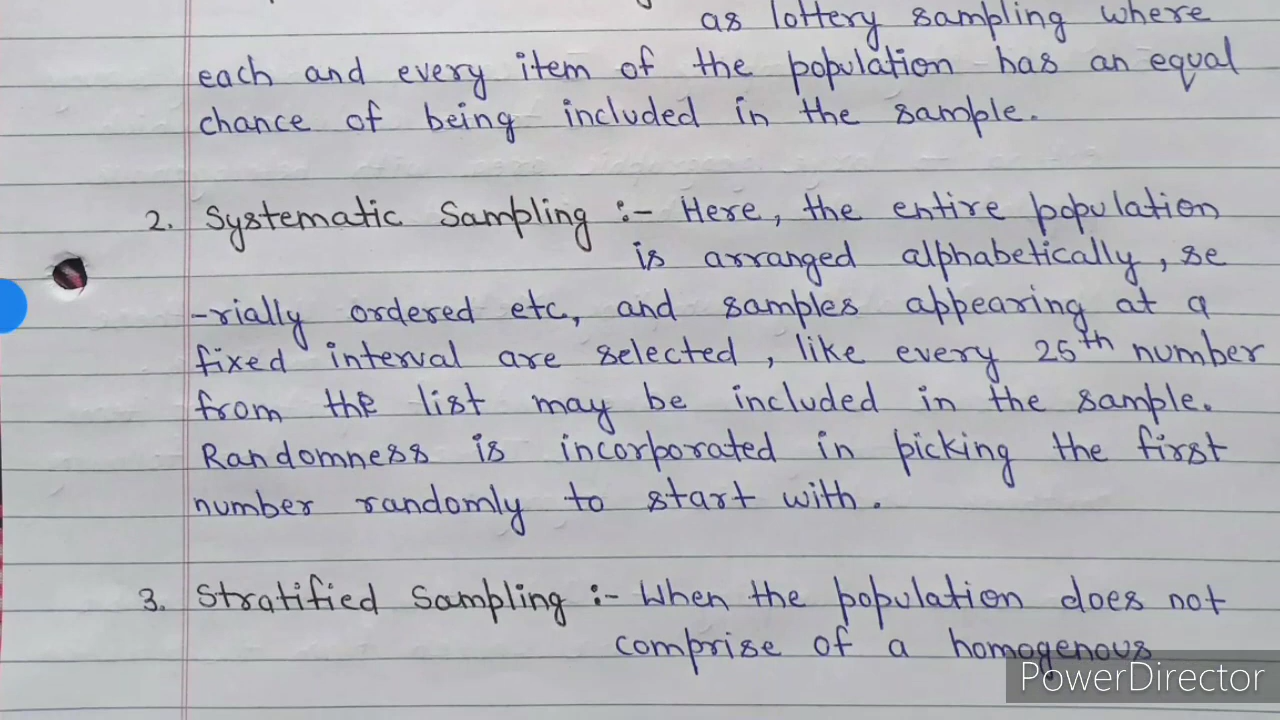 as lottery sampling where
each and every item of the population has an equal
chance of being included in the sample.
2. Systematic Sampling :- Here, the entire population
is arranged alphabetically, se
-rially ordered etc, and samples appearing at a
fixed interval are selected, like every 25th number
from the list may be included in the sample.
Randomness is incorporated in picking the first
number randomly to start with.
3. Stratified Sampling :- When the population does not
comprise of a homogenous
PowerDirector